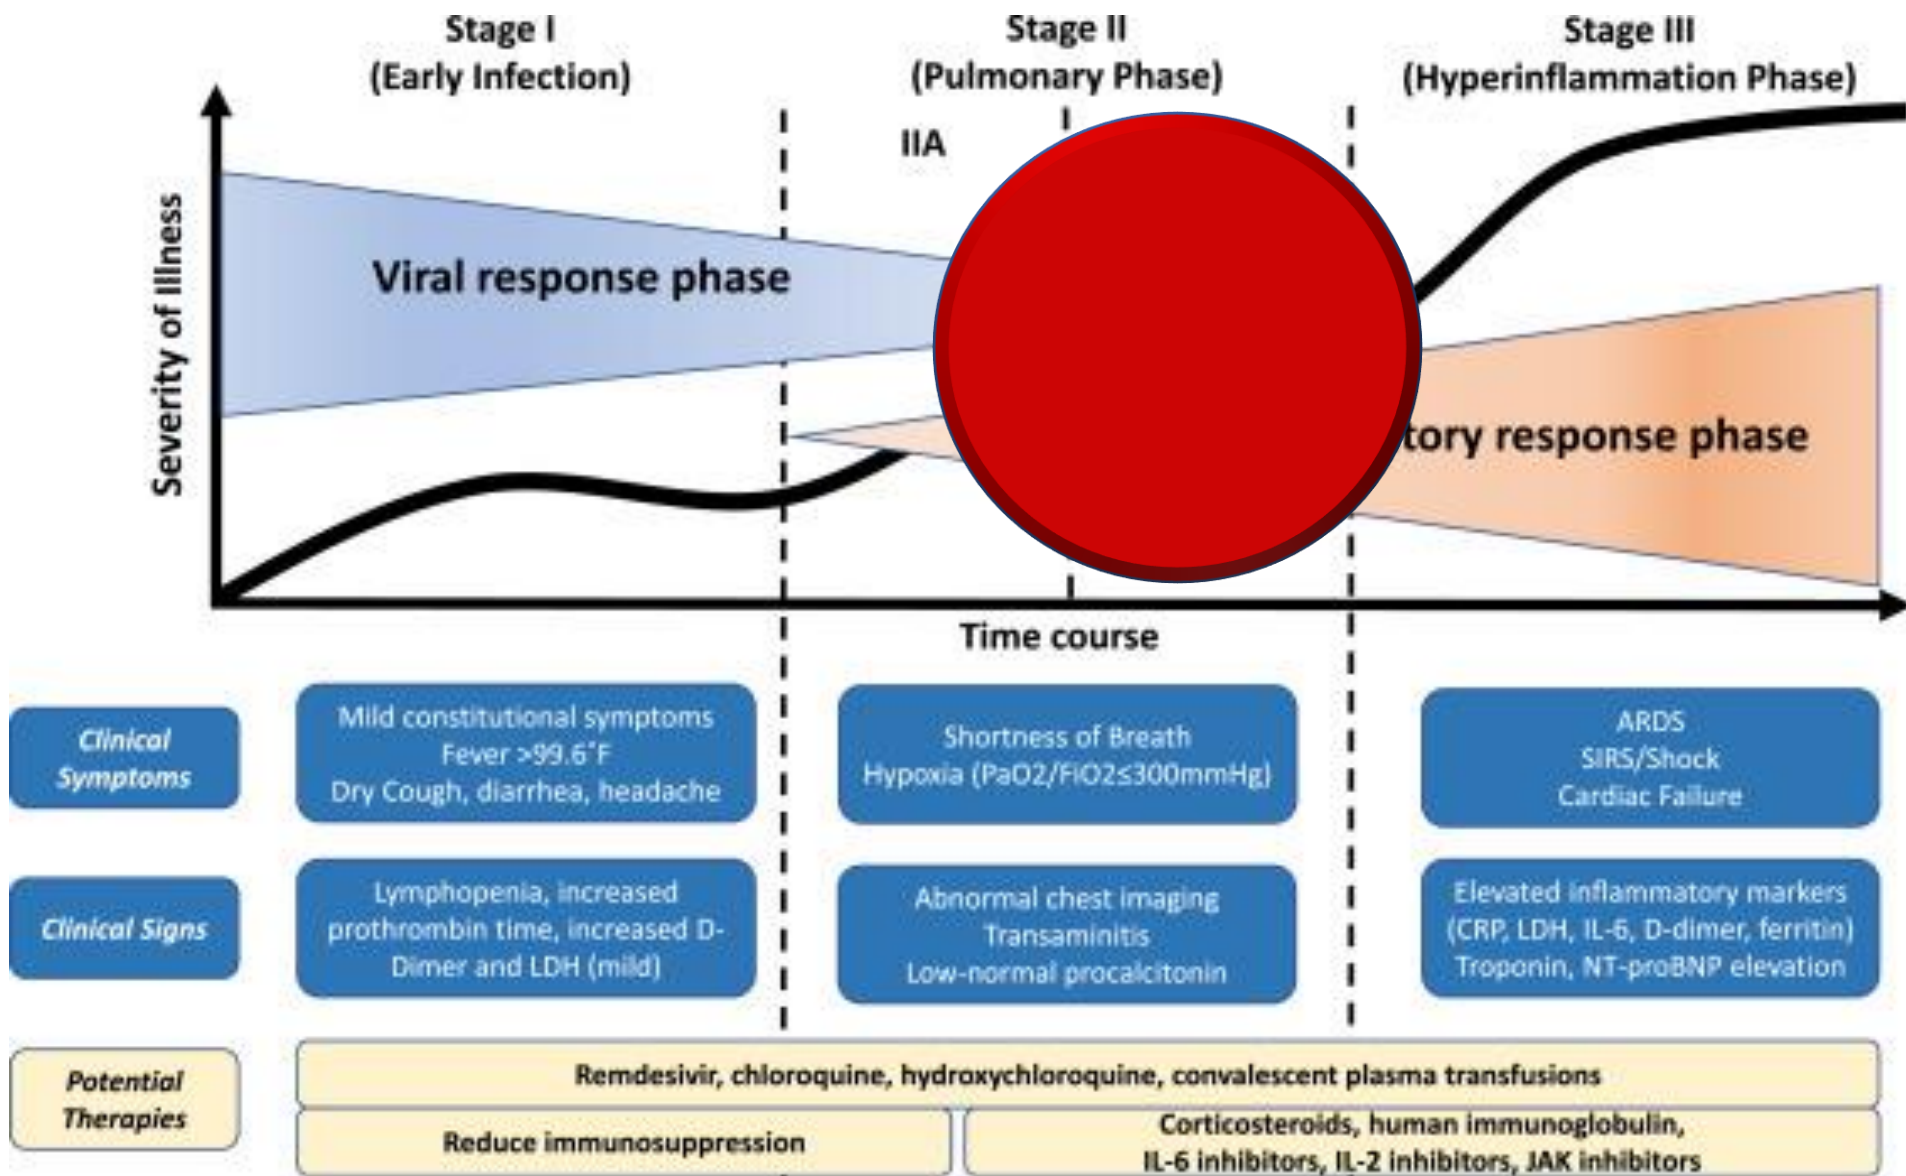 Stage I
(Early Infection)
Stage II
(Pulmonary Phase)
Stage III
(Hyperinflammation Phase)
IIA
Severity of Illness
Viral response phase
tory response phase
Time course
Clinical
Symptoms
Mild constitutional symptoms
Fever >99.6°F
Dry Cough, diarrhea, headache
Shortness of Breath
Hypoxia (PaO2/FiO2≤300mmHg)
ARDS
SIRS/Shock
Cardiac Failure
Clinical Signs
Lymphopenia, increased
prothrombin time, increased D-
Dimer and LDH (mild)
Abnormal chest imaging
Transaminitis
Low-normal procalcitonin
Elevated inflammatory markers
(CRP, LDH, IL-6, D-dimer, ferritin)
Troponin, NT-proBNP elevation
Potential
Therapies
Remdesivir, chloroquine, hydroxychloroquine, convalescent plasma transfusions
Reduce immunosuppression
Corticosteroids, human immunoglobulin,
IL-6 inhibitors, IL-2 inhibitors, JAK inhibitors